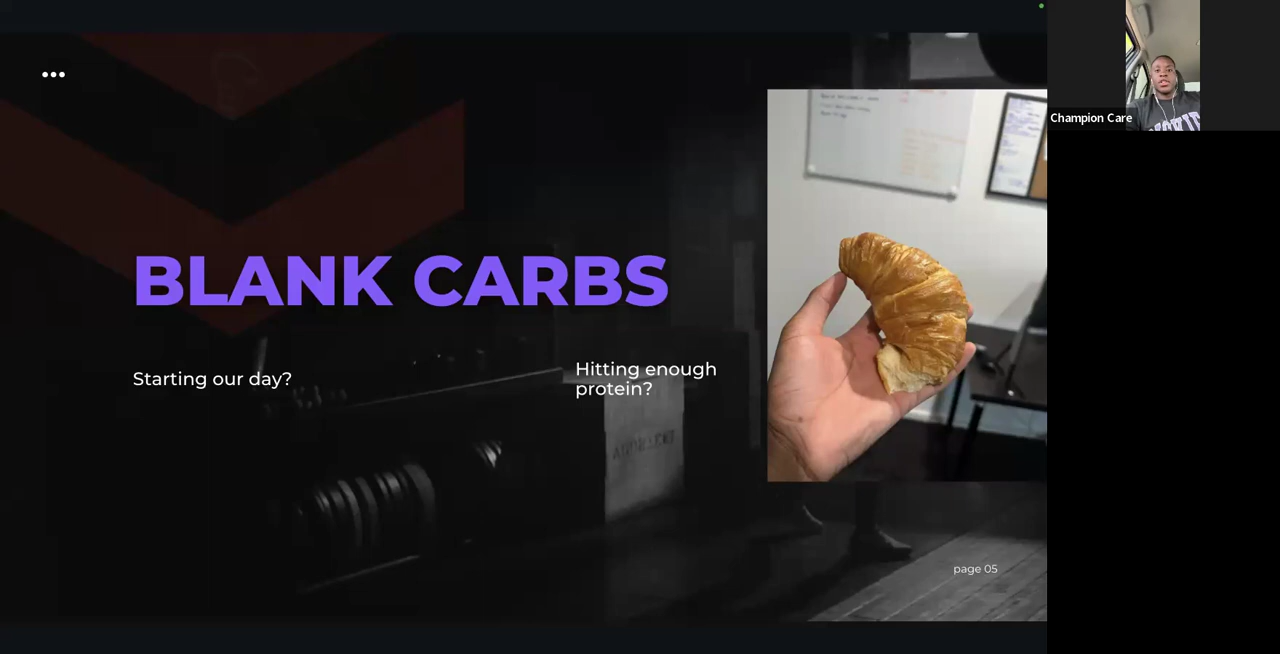 BLANK CARBS
Starting our day?
Hitting enough
protein?
page 05
Champion Care